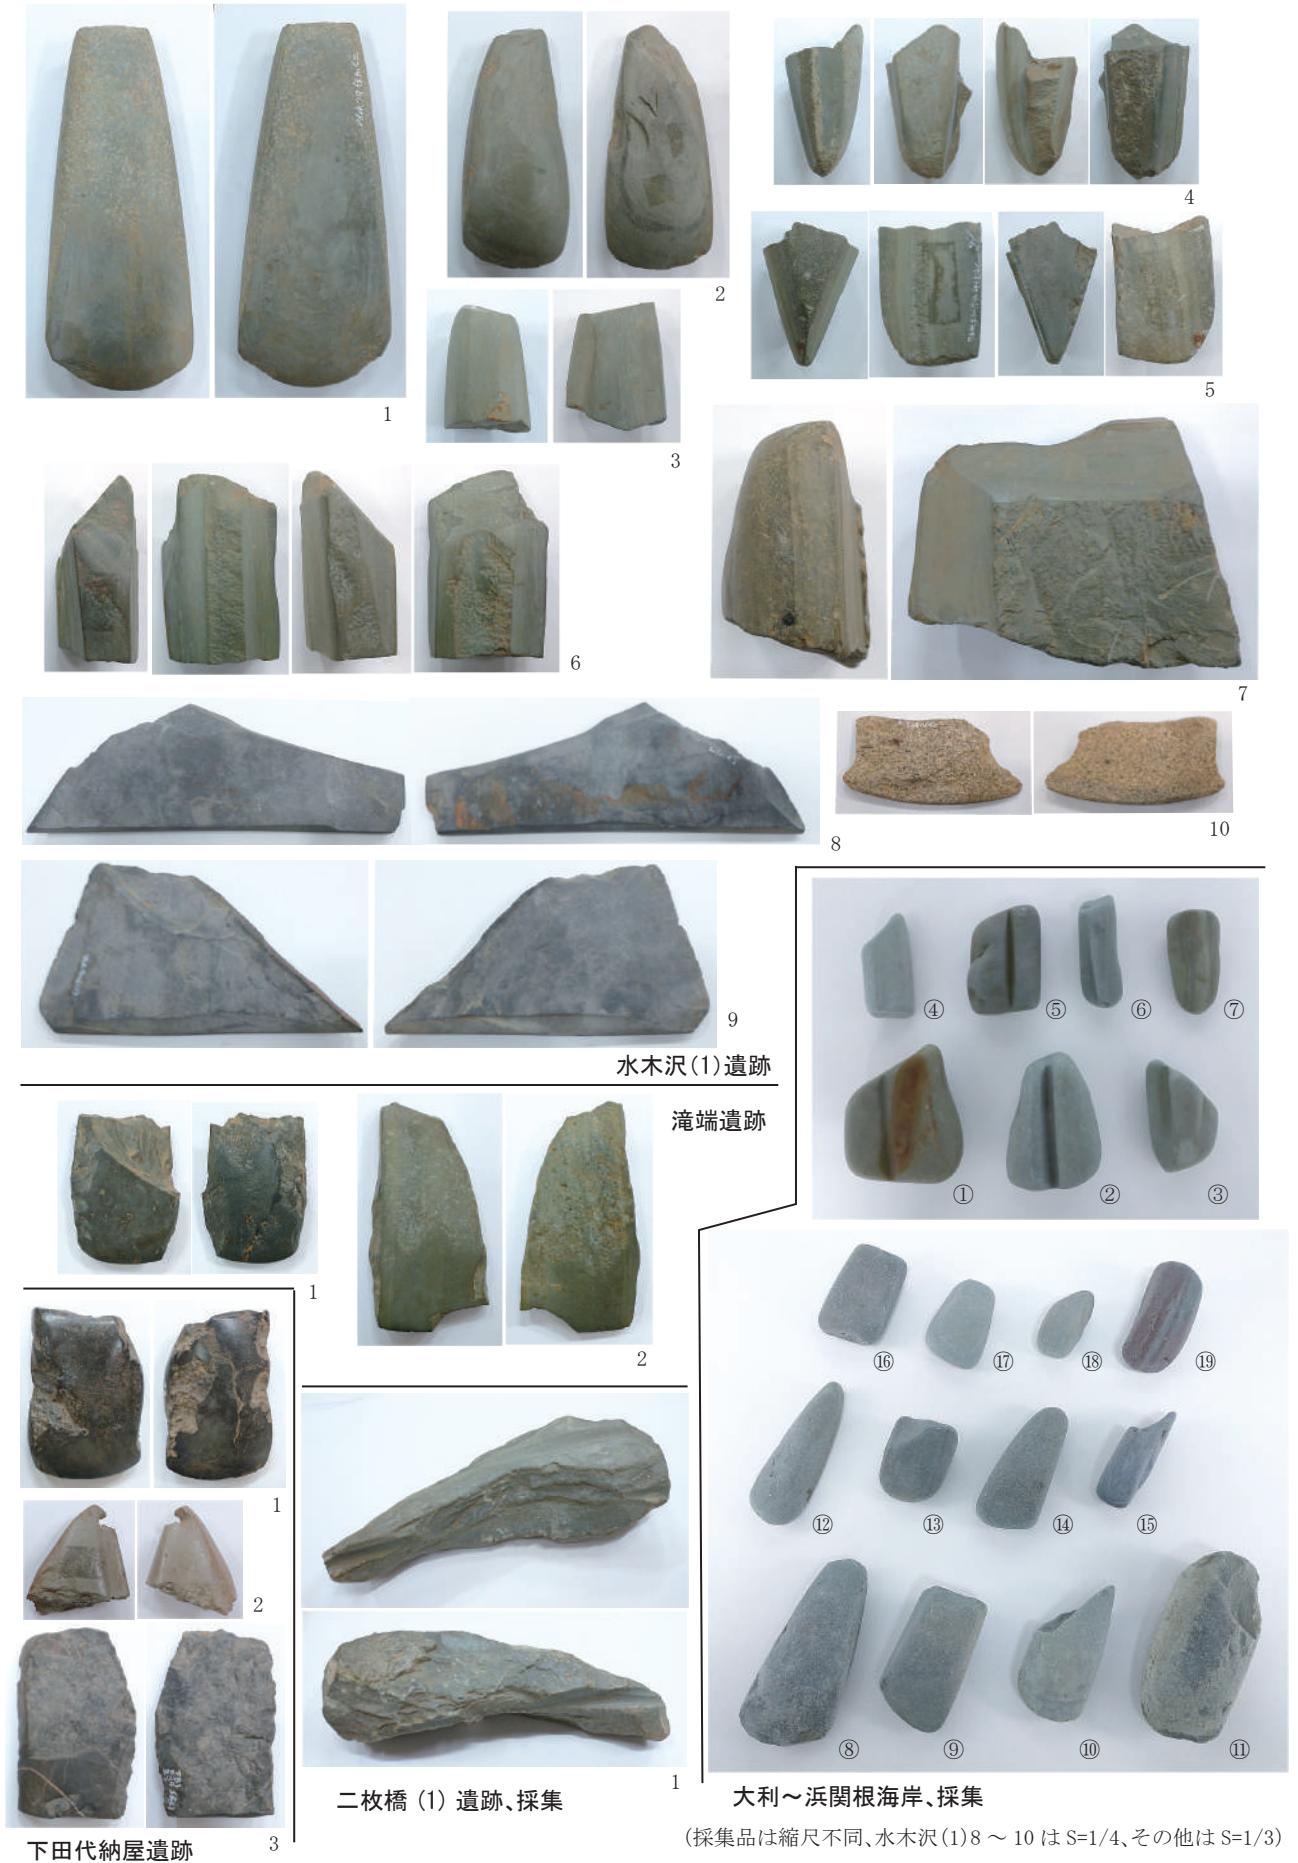 1
2
3
4
5
6
7
8
9
10
水木沢(1)遺跡
滝端遺跡
1
2
1
2
3
下田代納屋遺跡
1
二枚橋 (1) 遺跡、採集
④ ⑤ ⑥ ⑦
① ② ③
⑯ ⑰ ⑱ ⑲
⑫ ⑬ ⑭ ⑮
⑧ ⑨ ⑩ ⑪
大利～浜関根海岸、採集
(採集品は縮尺不同、水木沢(1)8 ～ 10 は S=1/4、その他は S=1/3)